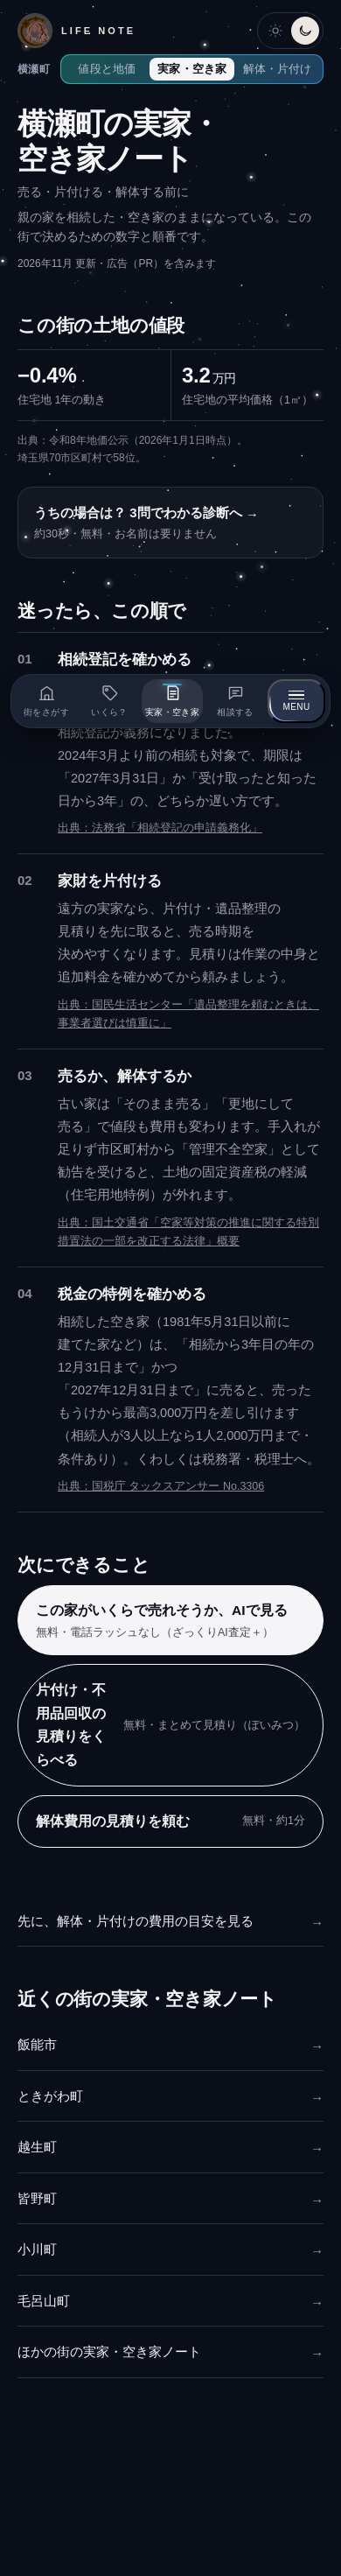 LIFE NOTE
横瀬町
値段と地価
実家・空き家
解体・片付け
横瀬町の実家・
空き家ノート
売る・片付ける・解体する前に
親の家を相続した・空き家のままになっている。この
街で決めるための数字と順番です。
2026年11月 更新・広告（PR）を含みます
この街の土地の値段
−0.4%
住宅地 1年の動き
3.2 万円
住宅地の平均価格（1㎡）
出典：令和8年地価公示（2026年1月1日時点）。
埼玉県70市区町村で58位。
うちの場合は？ 3問でわかる診断へ →
約30秒・無料・お名前は要りません
迷ったら、この順で
01
相続登記を確かめる
街をさがす
いくら？
実家・空き家
相談する
MENU
相続登記が義務になりました。
2024年3月より前の相続も対象で、期限は
「2027年3月31日」か「受け取ったと知った
日から3年」の、どちらか遅い方です。
出典：法務省「相続登記の申請義務化」
02
家財を片付ける
遠方の実家なら、片付け・遺品整理の
見積りを先に取ると、売る時期を
決めやすくなります。見積りは作業の中身と
追加料金を確かめてから頼みましょう。
出典：国民生活センター「遺品整理を頼むときは、
事業者選びは慎重に」
03
売るか、解体するか
古い家は「そのまま売る」「更地にして
売る」で値段も費用も変わります。手入れが
足りず市区町村から「管理不全空家」として
勧告を受けると、土地の固定資産税の軽減
（住宅用地特例）が外れます。
出典：国土交通省「空家等対策の推進に関する特別
措置法の一部を改正する法律」概要
04
税金の特例を確かめる
相続した空き家（1981年5月31日以前に
建てた家など）は、「相続から3年目の年の
12月31日まで」かつ
「2027年12月31日まで」に売ると、売った
もうけから最高3,000万円を差し引けます
（相続人が3人以上なら1人2,000万円まで・
条件あり）。くわしくは税務署・税理士へ。
出典：国税庁 タックスアンサー No.3306
次にできること
この家がいくらで売れそうか、AIで見る
無料・電話ラッシュなし（ざっくりAI査定＋）
片付け・不
用品回収の
見積りをく
らべる
無料・まとめて見積り（ぽいみつ）
解体費用の見積りを頼む
無料・約1分
先に、解体・片付けの費用の目安を見る →
近くの街の実家・空き家ノート
飯能市 →
ときがわ町 →
越生町 →
皆野町 →
小川町 →
毛呂山町 →
ほかの街の実家・空き家ノート →